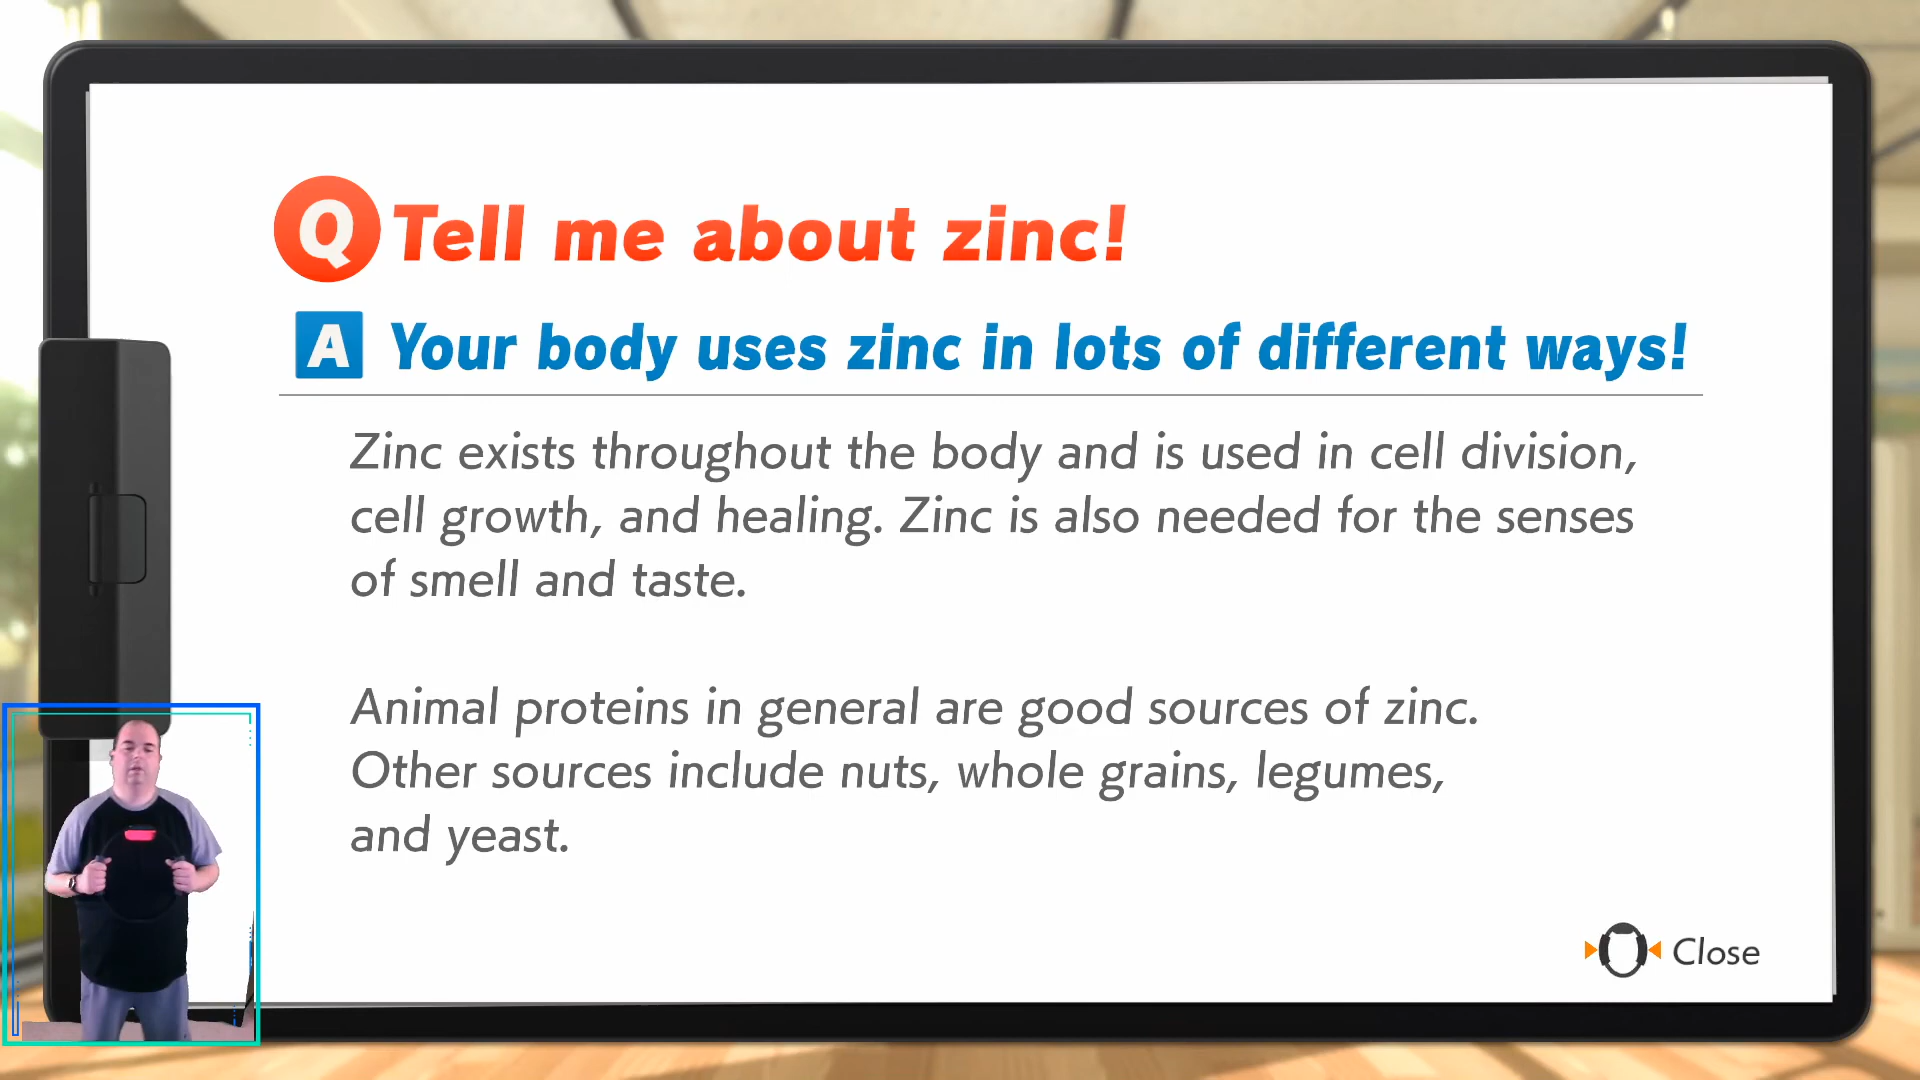 Q Tell me about zinc!
A Your body uses zinc in lots of different ways!
Zinc exists throughout the body and is used in cell division,
cell growth, and healing. Zinc is also needed for the senses
of smell and taste.
Animal proteins in general are good sources of zinc.
Other sources include nuts, whole grains, legumes,
and yeast.
Close